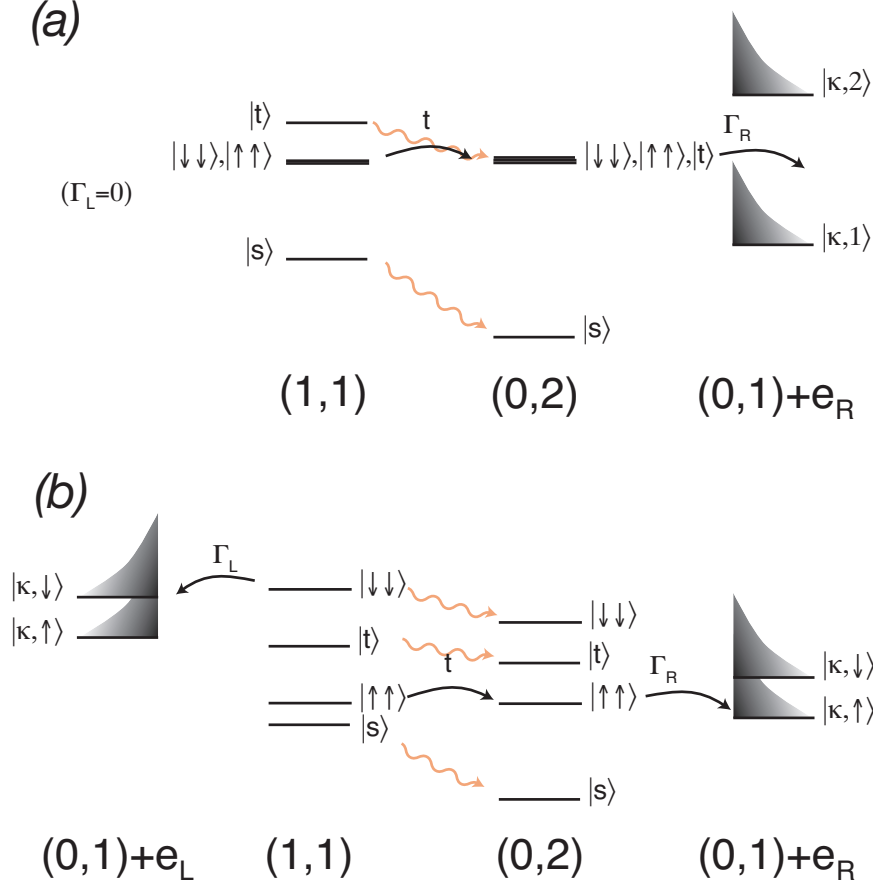 (a)
|κ,2⟩
|t⟩
t
|↓↓⟩,|↑↑⟩
|↓↓⟩,|↑↑⟩,|t⟩
Γ_R
(Γ_L=0)
|s⟩
|κ,1⟩
|s⟩
(1,1)
(0,2)
(0,1)+e_R
(b)
Γ_L
|κ,↓⟩
|↓↓⟩
|↓↓⟩
|κ,↑⟩
|t⟩
|t⟩
t
Γ_R
|κ,↓⟩
|↑↑⟩
|↑↑⟩
|κ,↑⟩
|s⟩
|s⟩
(0,1)+e_L
(1,1)
(0,2)
(0,1)+e_R